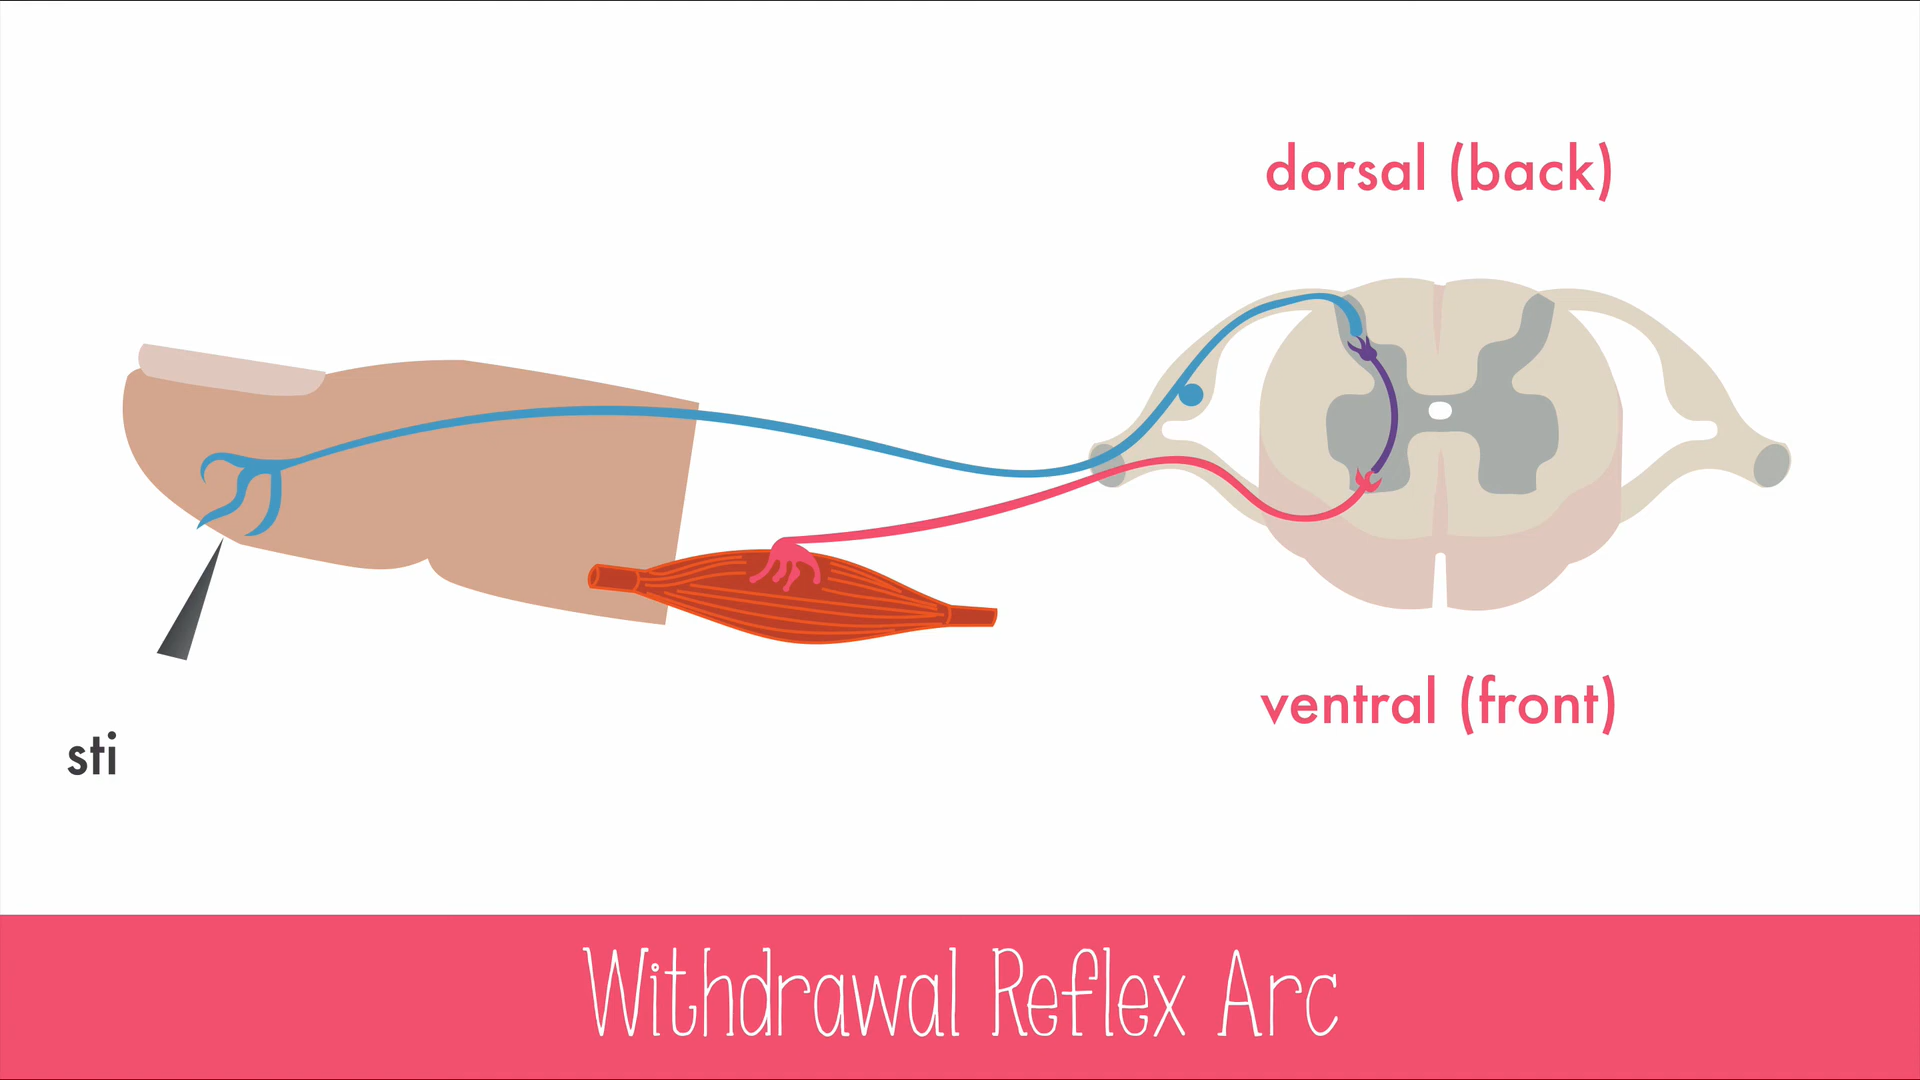 dorsal (back)
ventral (front)
sti
Withdrawal Reflex Arc